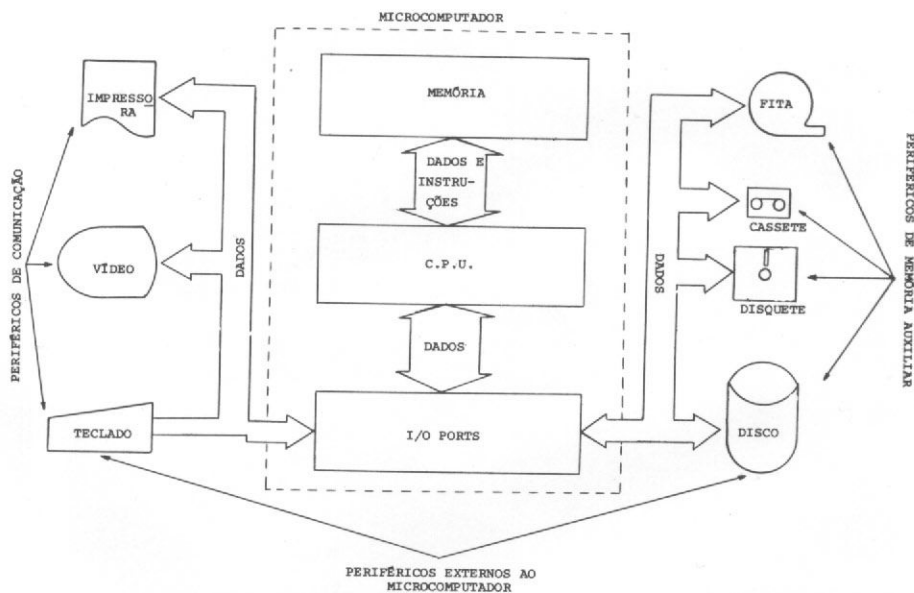 MICROCOMPUTADOR
IMPRESSO
RA
MEMÓRIA
FITA
DADOS E
INSTRU-
ÇÕES
CASSETE
PERIFÉRICOS DE COMUNICAÇÃO
VÍDEO
DADOS
C.P.U.
DADOS
DISQUETE
PERIFÉRICOS DE MEMÓRIA AUXILIAR
DADOS
TECLADO
I/O PORTS
DISCO
PERIFÉRICOS EXTERNOS AO
MICROCOMPUTADOR